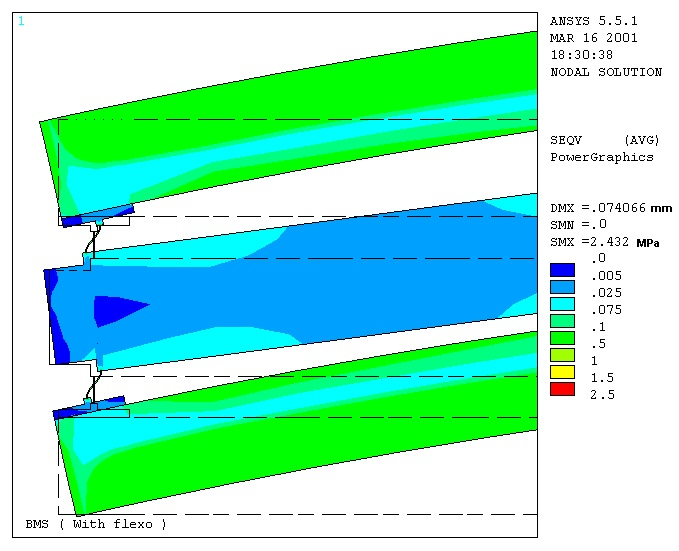 1
ANSYS 5.5.1
MAR 16 2001
18:30:38
NODAL SOLUTION
SEQV (AVG)
PowerGraphics
DMX =.074066 mm
SMN =.0
SMX =2.432 MPa
.0
.005
.025
.075
.1
.5
1
1.5
2.5
BMS ( With flexo )